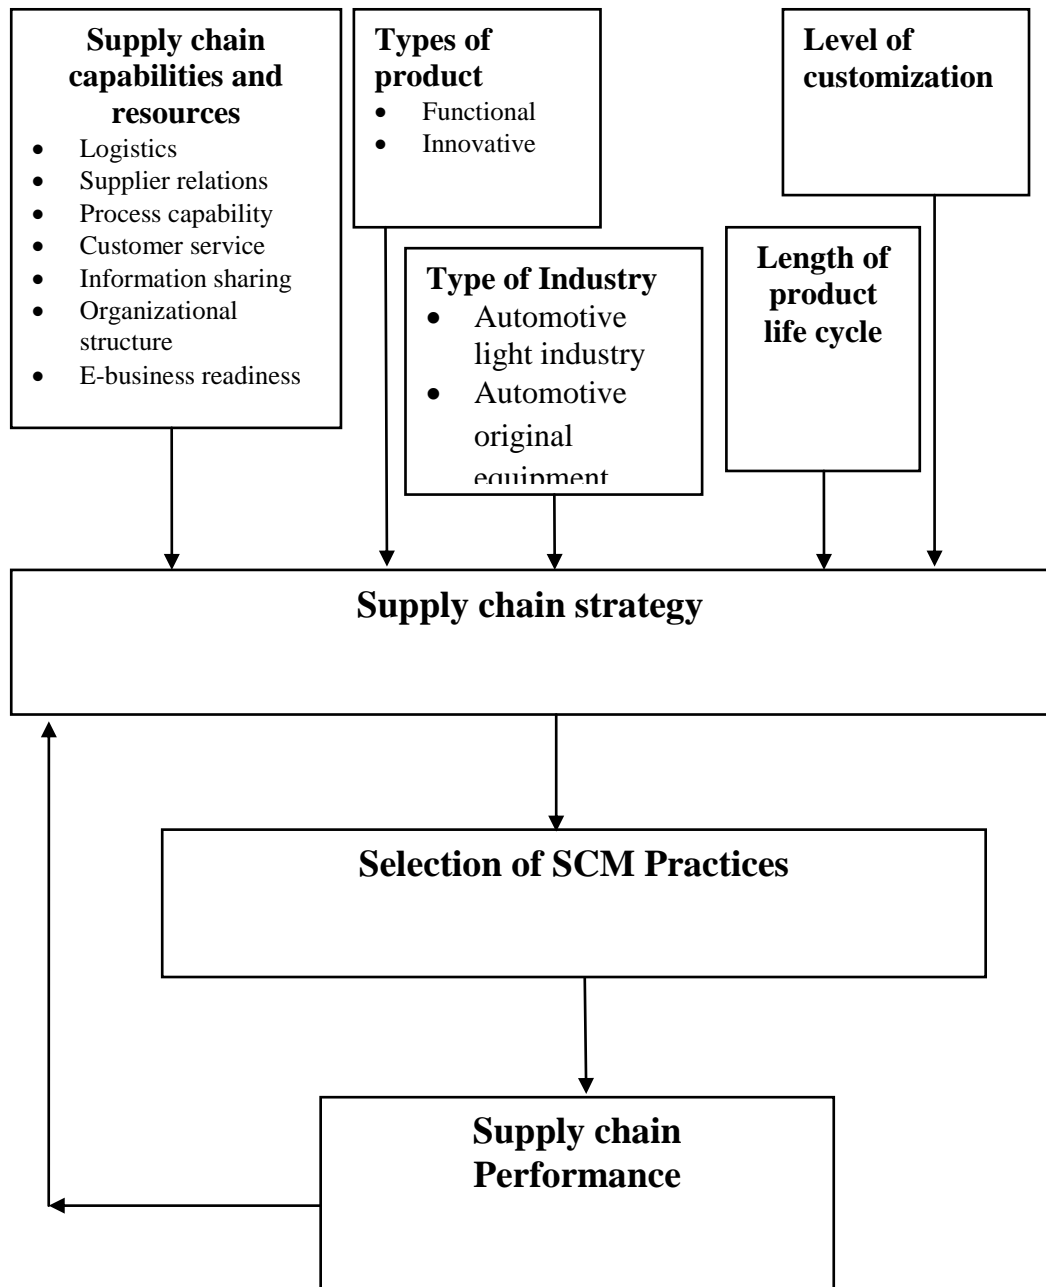 Supply chain
capabilities and
resources
• Logistics
• Supplier relations
• Process capability
• Customer service
• Information sharing
• Organizational
structure
• E-business readiness
Types of
product
• Functional
• Innovative
Type of Industry
• Automotive
light industry
• Automotive
original
equipment
Length of
product
life cycle
Level of
customization
Supply chain strategy
Selection of SCM Practices
Supply chain
Performance